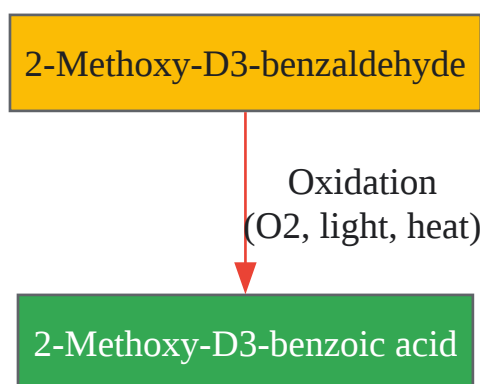 2-Methoxy-D3-benzaldehyde
Oxidation
(O2, light, heat)
2-Methoxy-D3-benzoic acid